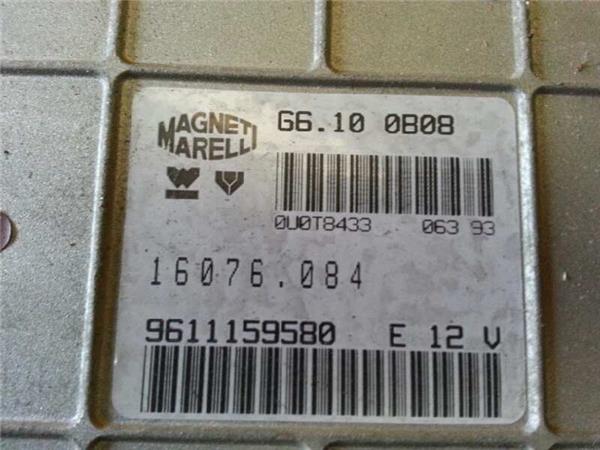 MAGNETI
MARELLI
G6.10 0B08
0U0T8433 063 93
16076.084
9611159580 E 12 V